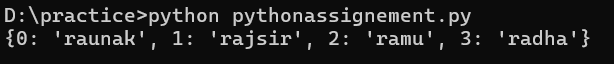 D:\practice>python pythonassignement.py
{0: 'raunak', 1: 'rajsir', 2: 'ramu', 3: 'radha'}